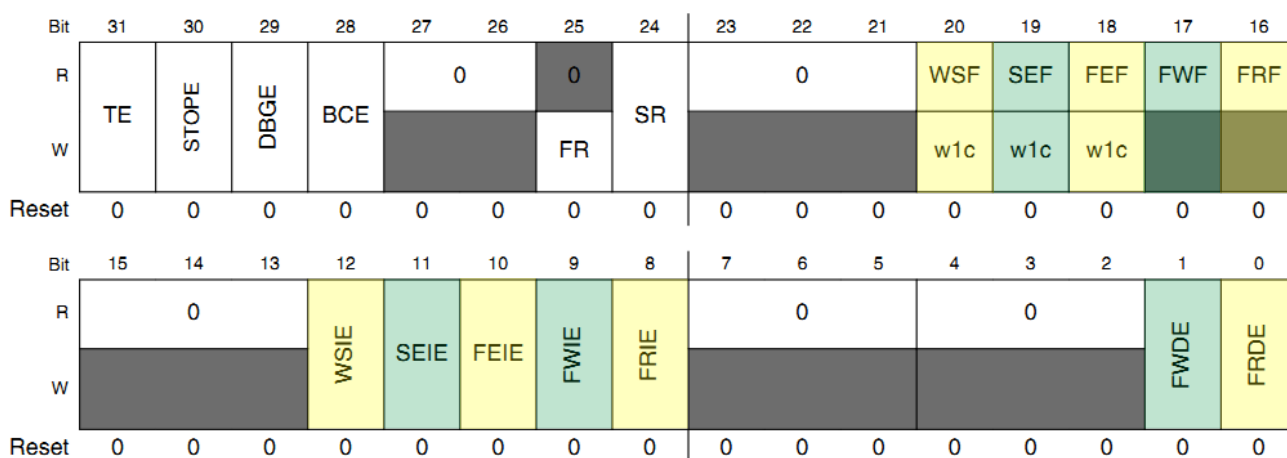 Bit 31 30 29 28 27 26 25 24 23 22 21 20 19 18 17 16
R 0 0 0 WSF SEF FEF FWF FRF
TE STOPE DBGE BCE SR
W FR w1c w1c w1c
Reset 0 0 0 0 0 0 0 0 0 0 0 0 0 0 0 0
Bit 15 14 13 12 11 10 9 8 7 6 5 4 3 2 1 0
R 0 0 0
WSIE SEIE FEIE FWIE FRIE FWDE FRDE
W
Reset 0 0 0 0 0 0 0 0 0 0 0 0 0 0 0 0